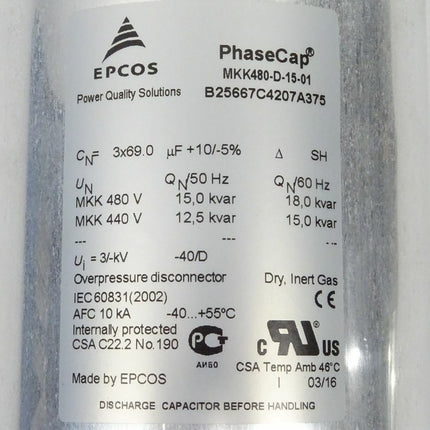 EPCOS
Power Quality Solutions
PhaseCap®
MKK480-D-15-01
B25667C4207A375
CN= 3x69.0 µF +10/-5% Δ SH
UN QN/50 Hz QN/60 Hz
MKK 480 V 15,0 kvar 18,0 kvar
MKK 440 V 12,5 kvar 15,0 kvar
--- --- ---
Ui = 3/-kV -40/D
Overpressure disconnector Dry, Inert Gas
IEC 60831(2002) CE
AFC 10 kA -40...+55°C
Internally protected
CSA C22.2 No.190
АИ60
c RU® US
CSA Temp Amb 46°C
Made by EPCOS I 03/16
DISCHARGE CAPACITOR BEFORE HANDLING